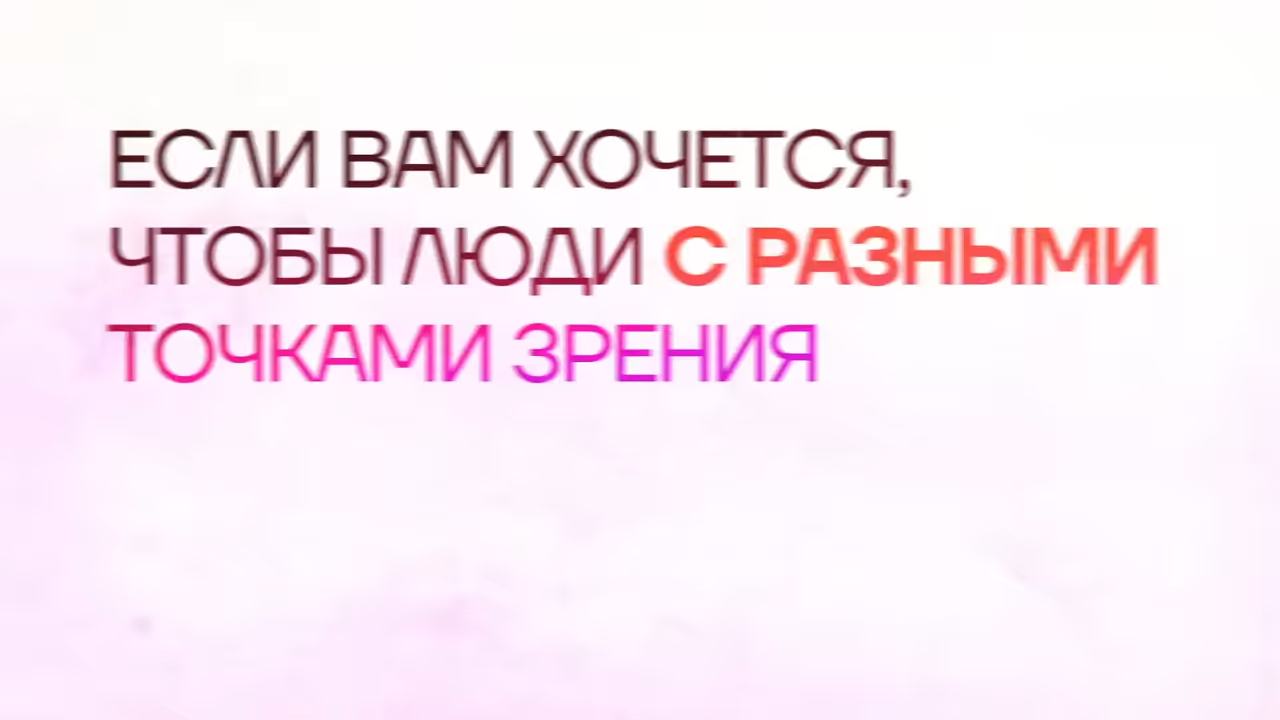 ЕСЛИ ВАМ ХОЧЕТСЯ,
ЧТОБЫ ЛЮДИ С РАЗНЫМИ
ТОЧКАМИ ЗРЕНИЯ